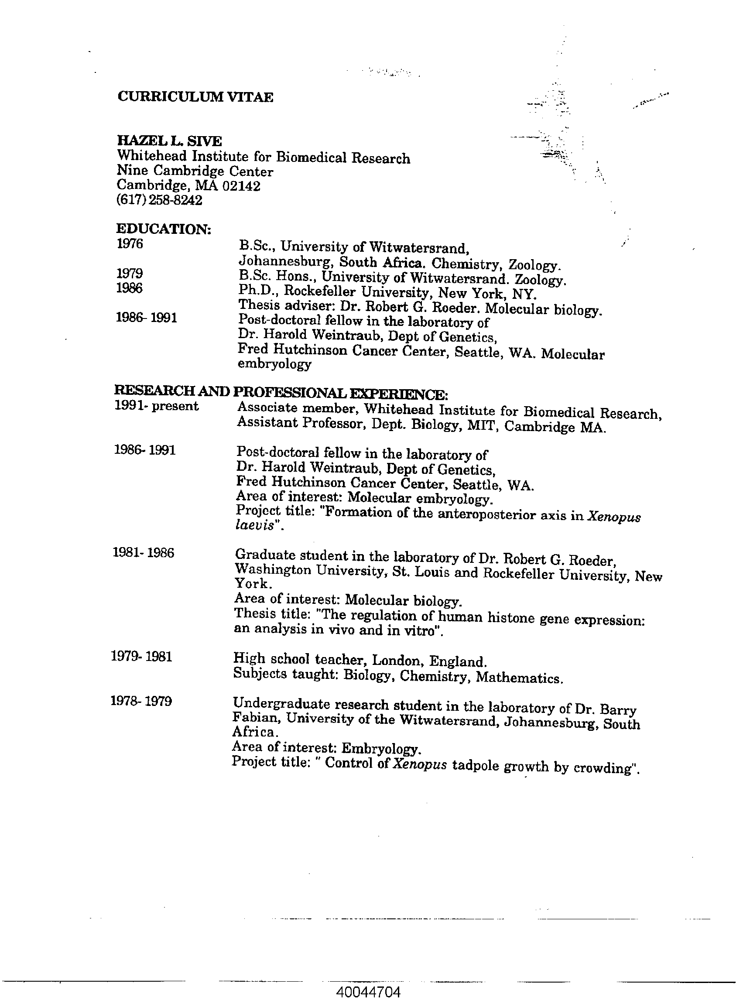 CURRICULUM VITAE
HAZEL L. SIVE
Whitehead Institute for Biomedical Research
Nine Cambridge Center
Cambridge, MA 02142
(617) 258-8242
EDUCATION:
1976 B.Sc., University of Witwatersrand,
Johannesburg, South Africa. Chemistry, Zoology.
1979 B.Sc. Hons., University of Witwatersrand. Zoology.
1986 Ph.D., Rockefeller University, New York, NY.
Thesis adviser: Dr. Robert G. Roeder. Molecular biology.
1986- 1991 Post-doctoral fellow in the laboratory of
Dr. Harold Weintraub, Dept of Genetics,
Fred Hutchinson Cancer Center, Seattle, WA. Molecular
embryology
RESEARCH AND PROFESSIONAL EXPERIENCE:
1991- present Associate member, Whitehead Institute for Biomedical Research,
Assistant Professor, Dept. Biology, MIT, Cambridge MA.
1986- 1991 Post-doctoral fellow in the laboratory of
Dr. Harold Weintraub, Dept of Genetics,
Fred Hutchinson Cancer Center, Seattle, WA.
Area of interest: Molecular embryology.
Project title: "Formation of the anteroposterior axis in Xenopus
laevis".
1981- 1986 Graduate student in the laboratory of Dr. Robert G. Roeder,
Washington University, St. Louis and Rockefeller University, New
York.
Area of interest: Molecular biology.
Thesis title: "The regulation of human histone gene expression:
an analysis in vivo and in vitro".
1979- 1981 High school teacher, London, England.
Subjects taught: Biology, Chemistry, Mathematics.
1978- 1979 Undergraduate research student in the laboratory of Dr. Barry
Fabian, University of the Witwatersrand, Johannesburg, South
Africa.
Area of interest: Embryology.
Project title: " Control of Xenopus tadpole growth by crowding".
40044704